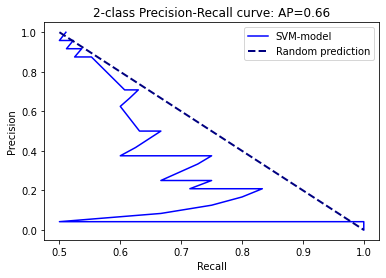 2-class Precision-Recall curve: AP=0.66
SVM-model
Random prediction
Precision
1.0
0.8
0.6
0.4
0.2
0.0
0.5
0.6
0.7
0.8
0.9
1.0
Recall